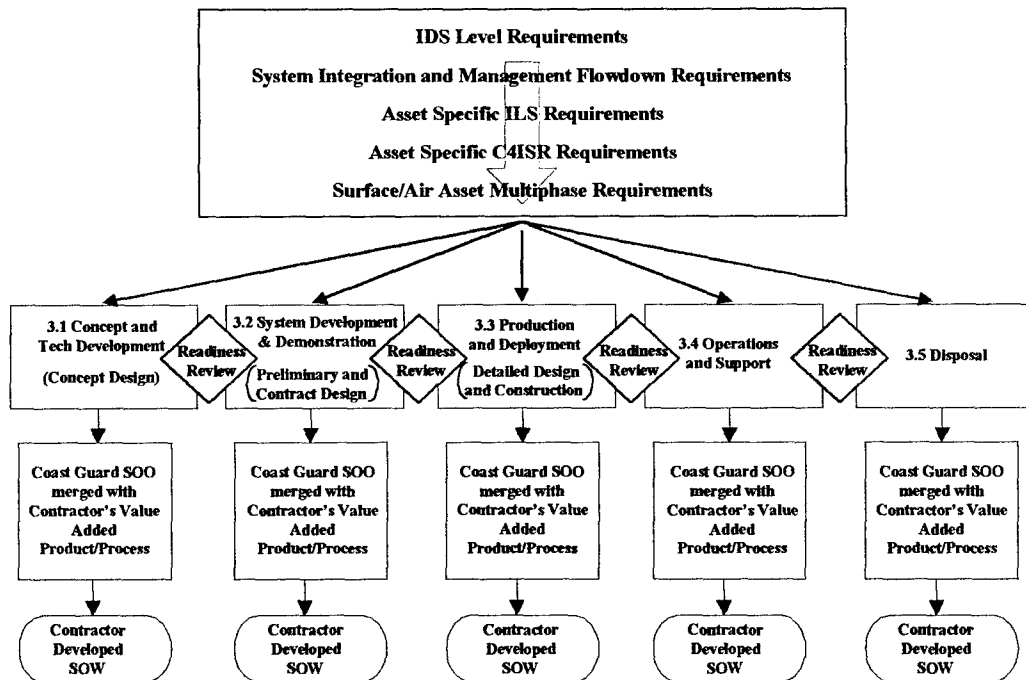 IDS Level Requirements
System Integration and Management Flowdown Requirements
Asset Specific ILS Requirements
Asset Specific C4ISR Requirements
Surface/Air Asset Multiphase Requirements
3.1 Concept and
Tech Development
(Concept Design)
Readiness
Review
3.2 System Development
& Demonstration
(Preliminary and
Contract Design)
Readiness
Review
3.3 Production
and Deployment
(Detailed Design
and Construction)
Readiness
Review
3.4 Operations
and Support
Readiness
Review
3.5 Disposal
Coast Guard SOO
merged with
Contractor's Value
Added
Product/Process
Coast Guard SOO
merged with
Contractor's Value
Added
Product/Process
Coast Guard SOO
merged with
Contractor's Value
Added
Product/Process
Coast Guard SOO
merged with
Contractor's Value
Added
Product/Process
Coast Guard SOO
merged with
Contractor's Value
Added
Product/Process
Contractor
Developed
SOW
Contractor
Developed
SOW
Contractor
Developed
SOW
Contractor
Developed
SOW
Contractor
Developed
SOW